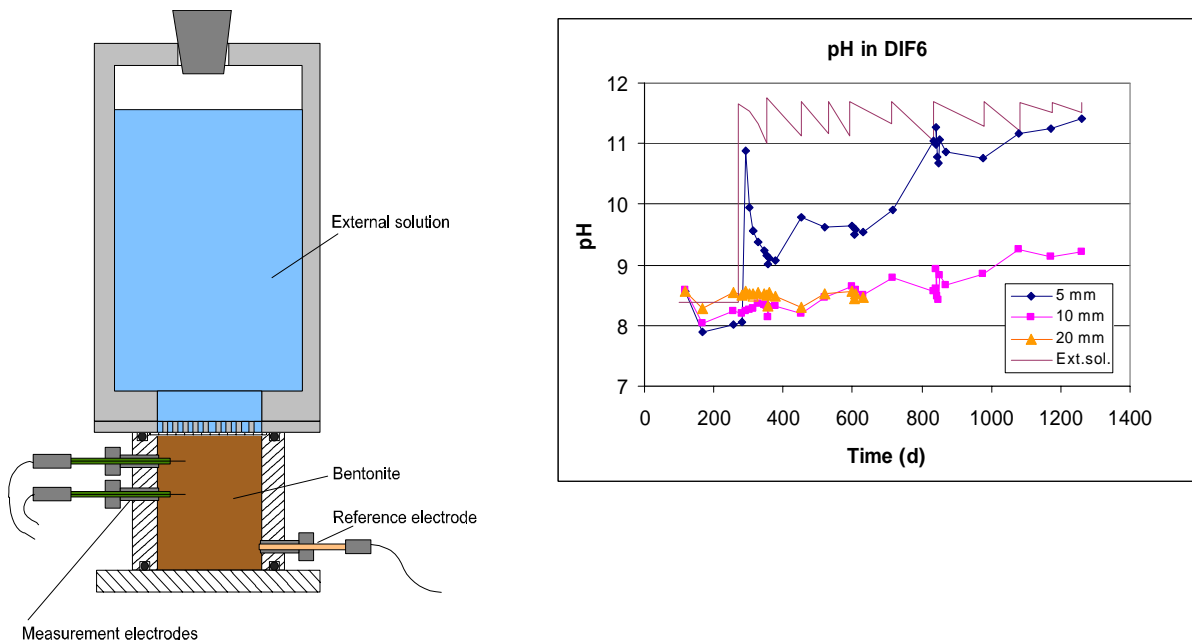 External solution
Bentonite
Reference electrode
Measurement electrodes
pH in DIF6
pH
12
11
10
9
8
7
0 200 400 600 800 1000 1200 1400
Time (d)
5 mm
10 mm
20 mm
Ext.sol.